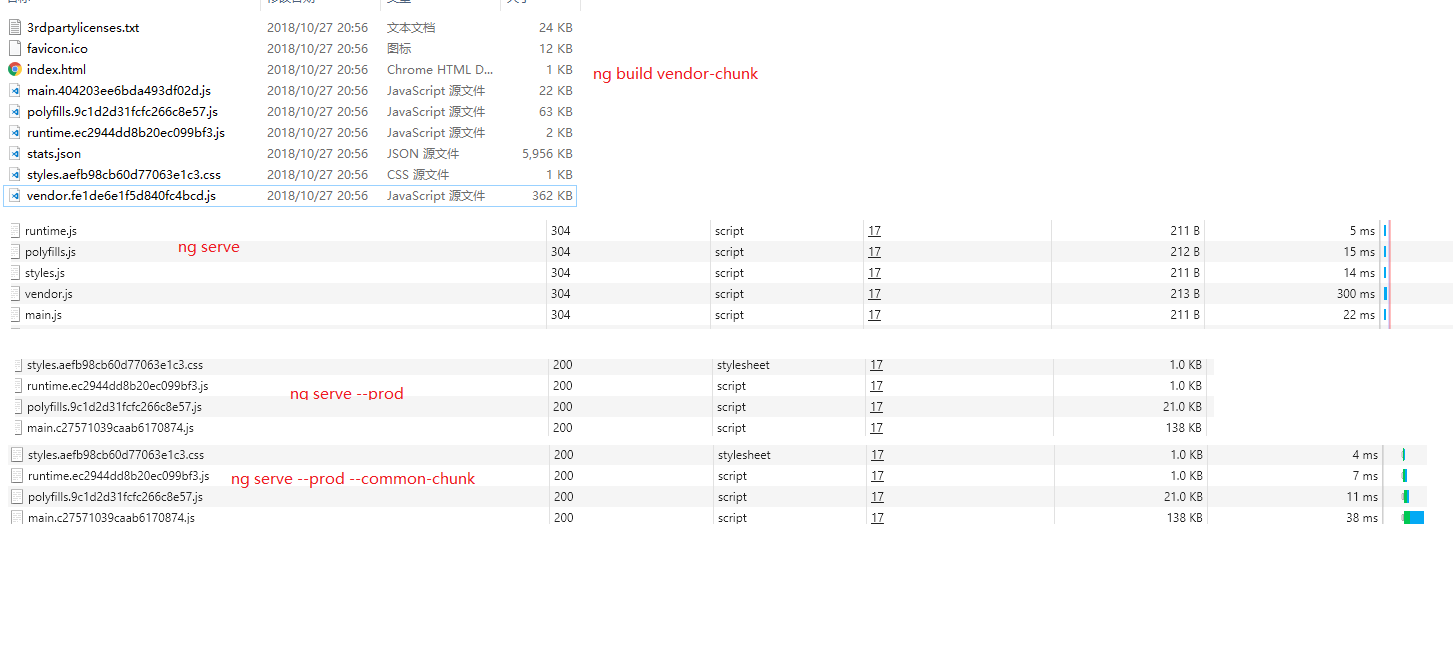 3rdpartylicenses.txt 2018/10/27 20:56 文本文档 24 KB
favicon.ico 2018/10/27 20:56 图标 12 KB
index.html 2018/10/27 20:56 Chrome HTML D... 1 KB
ng build vendor-chunk
main.404203ee6bda493df02d.js 2018/10/27 20:56 JavaScript 源文件 22 KB
polyfills.9c1d2d31fcfc266c8e57.js 2018/10/27 20:56 JavaScript 源文件 63 KB
runtime.ec2944dd8b20ec099bf3.js 2018/10/27 20:56 JavaScript 源文件 2 KB
stats.json 2018/10/27 20:56 JSON 源文件 5,956 KB
styles.aefb98cb60d77063e1c3.css 2018/10/27 20:56 CSS 源文件 1 KB
vendor.fe1de6e1f5d840fc4bcd.js 2018/10/27 20:56 JavaScript 源文件 362 KB
runtime.js 304 script 17 211 B 5 ms
ng serve
polyfills.js 304 script 17 212 B 15 ms
styles.js 304 script 17 211 B 14 ms
vendor.js 304 script 17 213 B 300 ms
main.js 304 script 17 211 B 22 ms
styles.aefb98cb60d77063e1c3.css 200 stylesheet 17 1.0 KB
runtime.ec2944dd8b20ec099bf3.js 200 script 17 1.0 KB
ng serve --prod
polyfills.9c1d2d31fcfc266c8e57.js 200 script 17 21.0 KB
main.c27571039caab6170874.js 200 script 17 138 KB
styles.aefb98cb60d77063e1c3.css 200 stylesheet 17 1.0 KB 4 ms
runtime.ec2944dd8b20ec099bf3.js 200 script 17 1.0 KB 7 ms
ng serve --prod --common-chunk
polyfills.9c1d2d31fcfc266c8e57.js 200 script 17 21.0 KB 11 ms
main.c27571039caab6170874.js 200 script 17 138 KB 38 ms